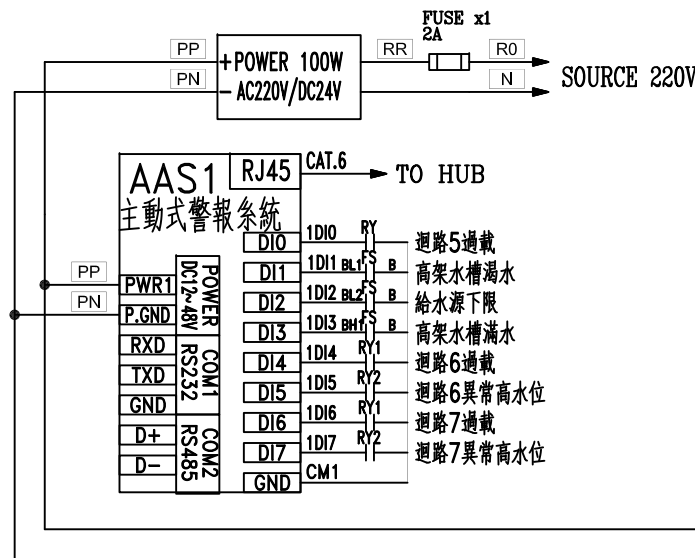 FUSE x1
2A
PP
+POWER 100W
RR
R0
PN
- AC220V/DC24V
N
SOURCE 220V
AAS1
RJ45
CAT.6
TO HUB
主動式警報系統
DI0 1DI0 RY 迴路5過載
DI1 1DI1 BL1 FS B 高架水槽渴水
DI2 1DI2 BL2 FS B 給水源下限
DI3 1DI3 BH1 FS B 高架水槽滿水
DI4 1DI4 RY1 迴路6過載
DI5 1DI5 RY2 迴路6異常高水位
DI6 1DI6 RY1 迴路7過載
DI7 1DI7 RY2 迴路7異常高水位
GND CM1
PP
PWR1
PN
P.GND
POWER
DC12~48V
RXD
TXD
GND
COM1
RS232
D+
D-
COM2
RS485